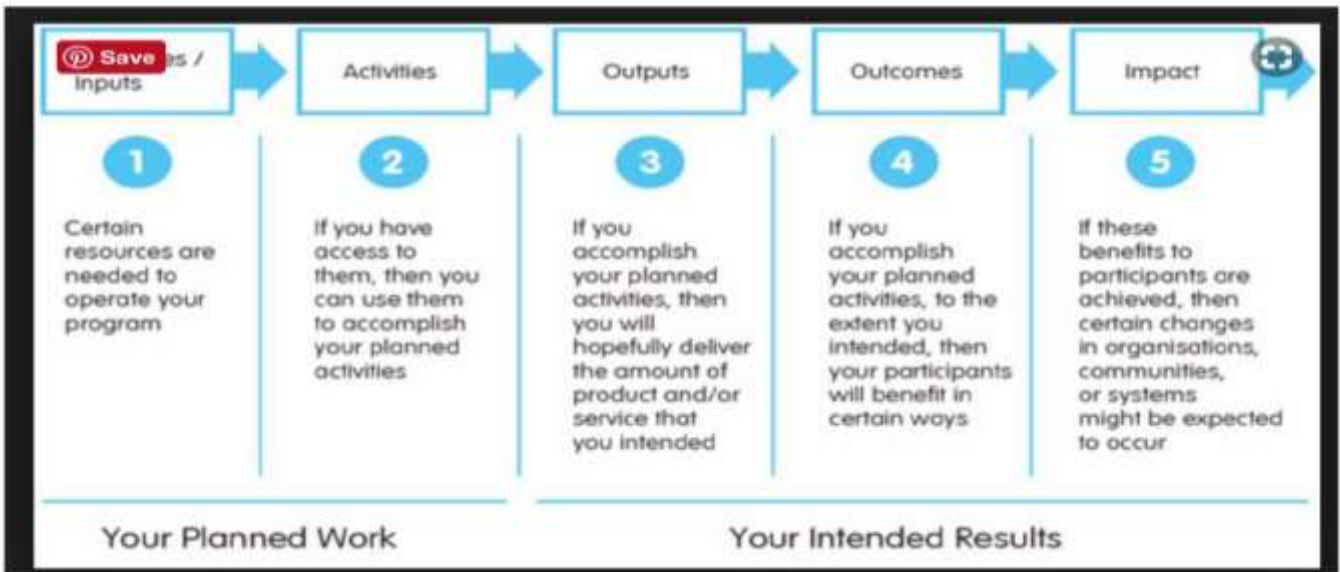 Save es /
Inputs
Activities
Outputs
Outcomes
Impact
1
2
3
4
5
Certain
resources are
needed to
operate your
program
If you have
access to
them, then you
can use them
to accomplish
your planned
activities
If you
accomplish
your planned
activities, then
you will
hopefully deliver
the amount of
product and/or
service that
you intended
If you
accomplish
your planned
activities, to the
extent you
intended, then
your participants
will benefit in
certain ways
If these
benefits to
participants are
achieved, then
certain changes
in organisations,
communities,
or systems
might be expected
to occur
Your Planned Work
Your Intended Results